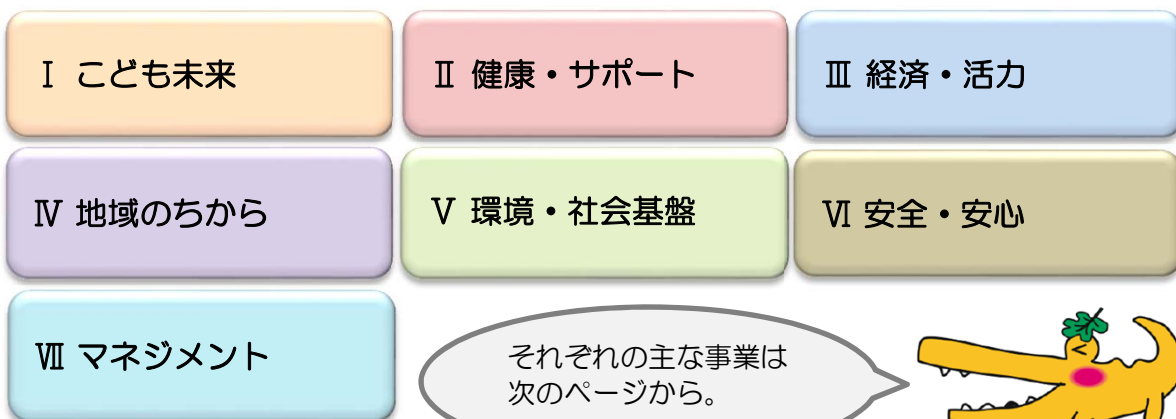 Ⅰ こども未来
Ⅱ 健康・サポート
Ⅲ 経済・活力
Ⅳ 地域のちから
Ⅴ 環境・社会基盤
Ⅵ 安全・安心
Ⅶ マネジメント
それぞれの主な事業は
次のページから。